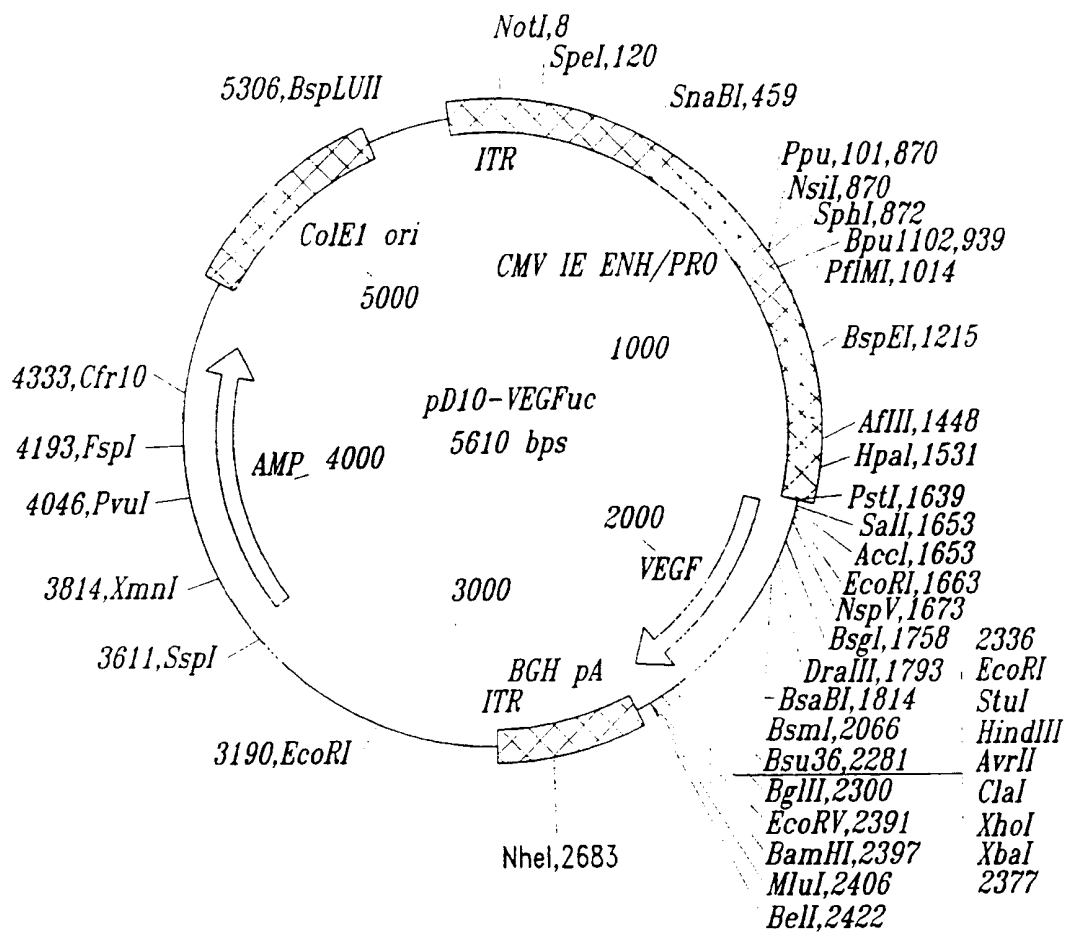 NotI,8
SpeI,120
5306,BspLUII
SnaBI,459
ITR
Ppu,101,870
NsiI,870
SphI,872
Bpu1102,939
PflMI,1014
ColE1 ori
CMV IE ENH/PRO
5000
1000
BspEI,1215
4333,Cfr10
pD10-VEGFuc
5610 bps
AflII,1448
4193,FspI
AMP
4000
HpaI,1531
4046,PvuI
PstI,1639
2000
SalI,1653
AccI,1653
VEGF
3000
EcoRI,1663
3814,XmnI
NspV,1673
BsgI,1758
2336
3611,SspI
DraIII,1793
EcoRI
BGH pA
ITR
BsaBI,1814
StuI
BsmI,2066
HindIII
3190,EcoRI
Bsu36,2281
AvrII
BglII,2300
ClaI
EcoRV,2391
XhoI
NheI,2683
BamHI,2397
XbaI
MluI,2406
2377
BelI,2422